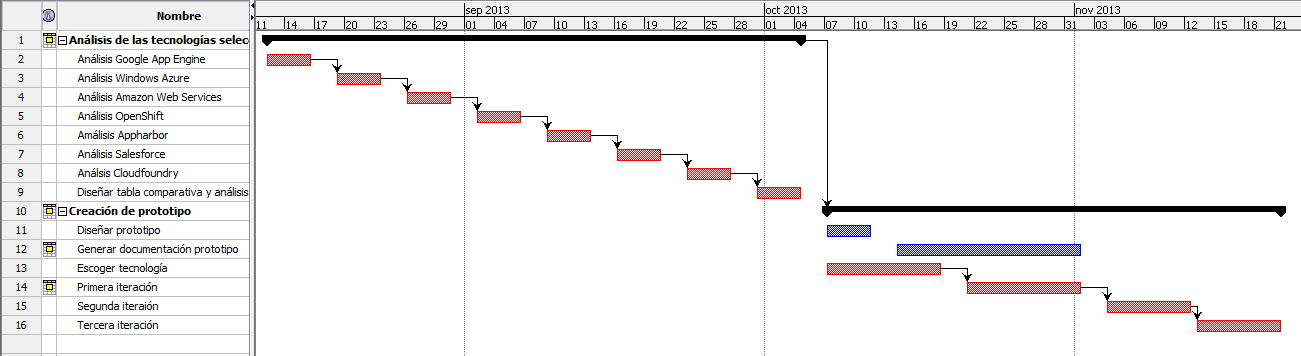 Nombre
sep 2013
oct 2013
nov 2013
11 14 17 20 23 26 29 01 04 07 10 13 16 19 22 25 28 01 04 07 10 13 16 19 22 25 28 31 03 06 09 12 15 18 21
1 Análisis de las tecnologías selec
2 Análisis Google App Engine
3 Análisis Windows Azure
4 Análisis Amazon Web Services
5 Análisis OpenShift
6 Amálisis Appharbor
7 Análisis Salesforce
8 Análsis Cloudfoundry
9 Diseñar tabla comparativa y análisis
10 Creación de prototipo
11 Diseñar prototipo
12 Generar documentación prototipo
13 Escoger tecnología
14 Primera iteración
15 Segunda iteraión
16 Tercera iteración